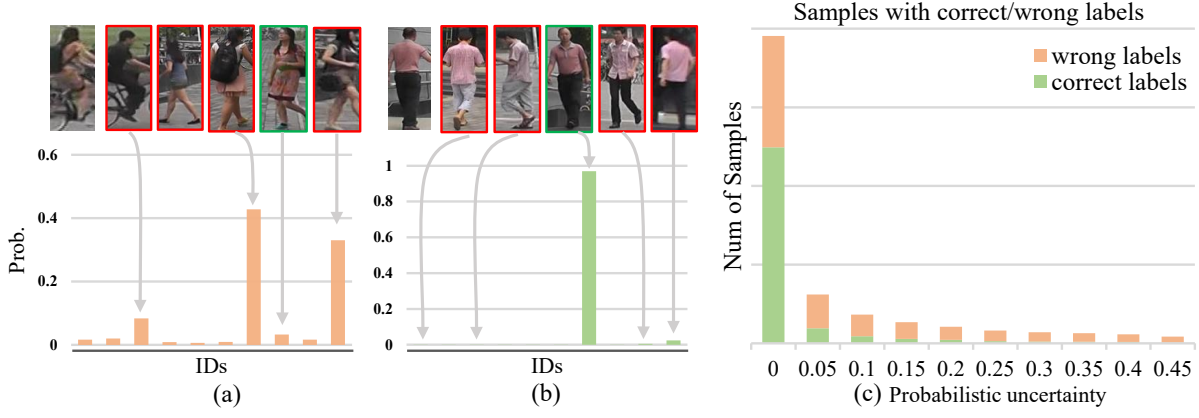 Samples with correct/wrong labels
wrong labels
correct labels
Prob.
0.6
0.4
0.2
0
IDs
(a)
1
0.8
0.6
0.4
0.2
0
IDs
(b)
Num of Samples
0 0.05 0.1 0.15 0.2 0.25 0.3 0.35 0.4 0.45
(c) Probabilistic uncertainty